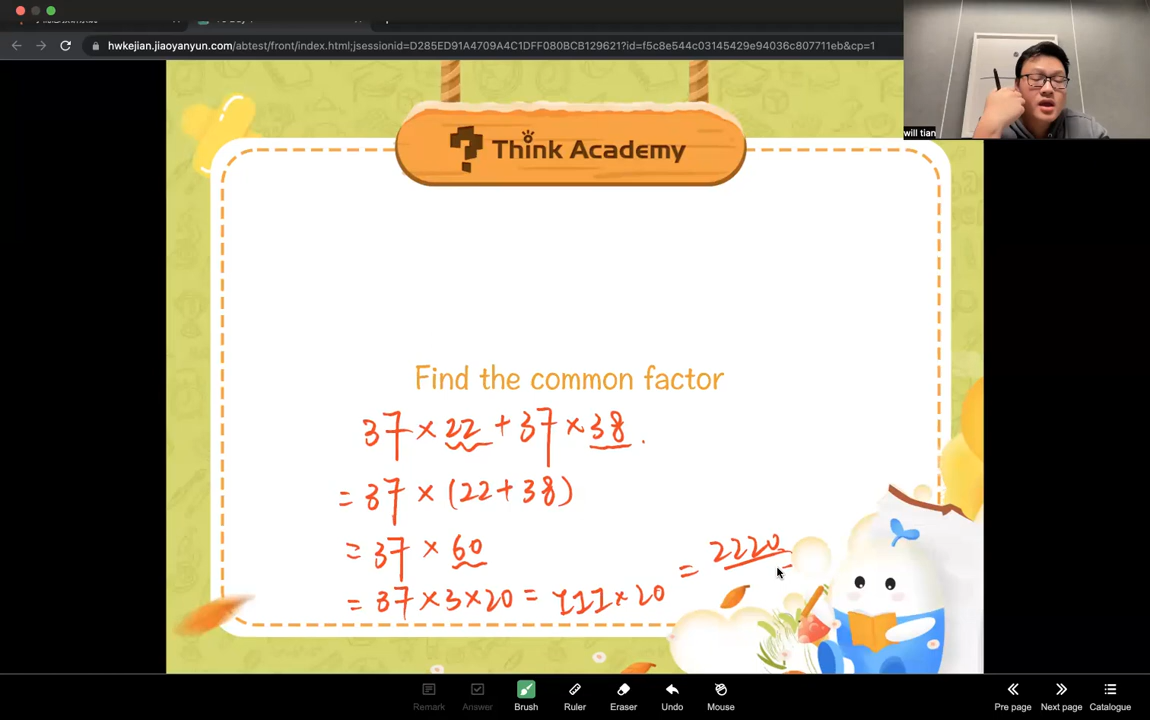 hwkejian.jiaoyanyun.com/abtest/front/index.html;jsessionid=D285ED91A4709A4C1DFF080BCB129621?id=f5c8e544c03145429e94036c807711eb&cp=1
will tian
Think Academy
Find the common factor
37 × 22 + 37 × 38 .
= 37 × (22+38)
= 37 × 60
= 37 × 3 × 20 = 111 × 20 = 2220
Remark
Answer
Brush
Ruler
Eraser
Undo
Mouse
Pre page
Next page
Catalogue